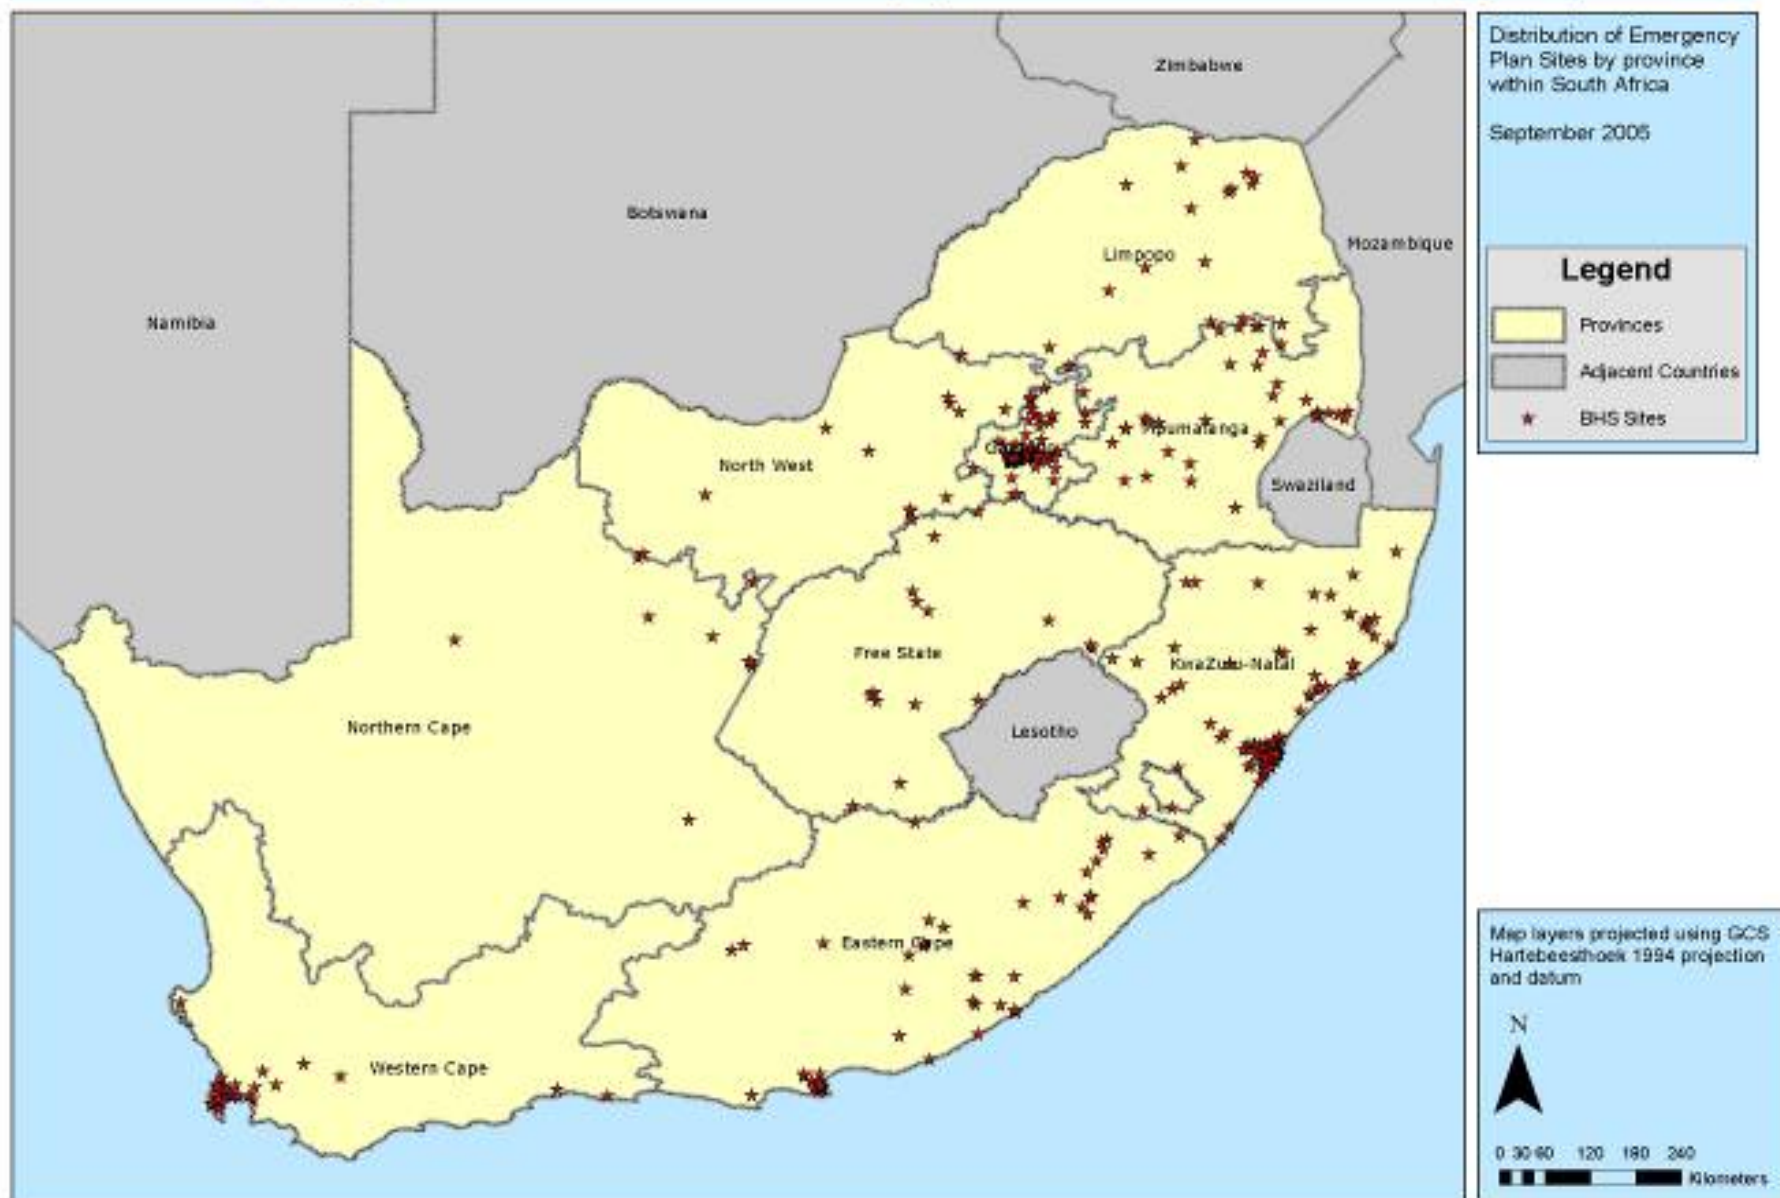 Zimbabwe
Botswana
Limpopo
Mozambique
Namibia
North West
Swaziland
Free State
KwaZulu-Natal
Northern Cape
Lesotho
Eastern Cape
Western Cape
Distribution of Emergency
Plan Sites by province
within South Africa
September 2005
Legend
Provinces
Adjacent Countries
BHS Sites
Map layers projected using GCS
Hartebeesthoek 1994 projection
and datum
N
0 30 60 120 180 240
Kilometers